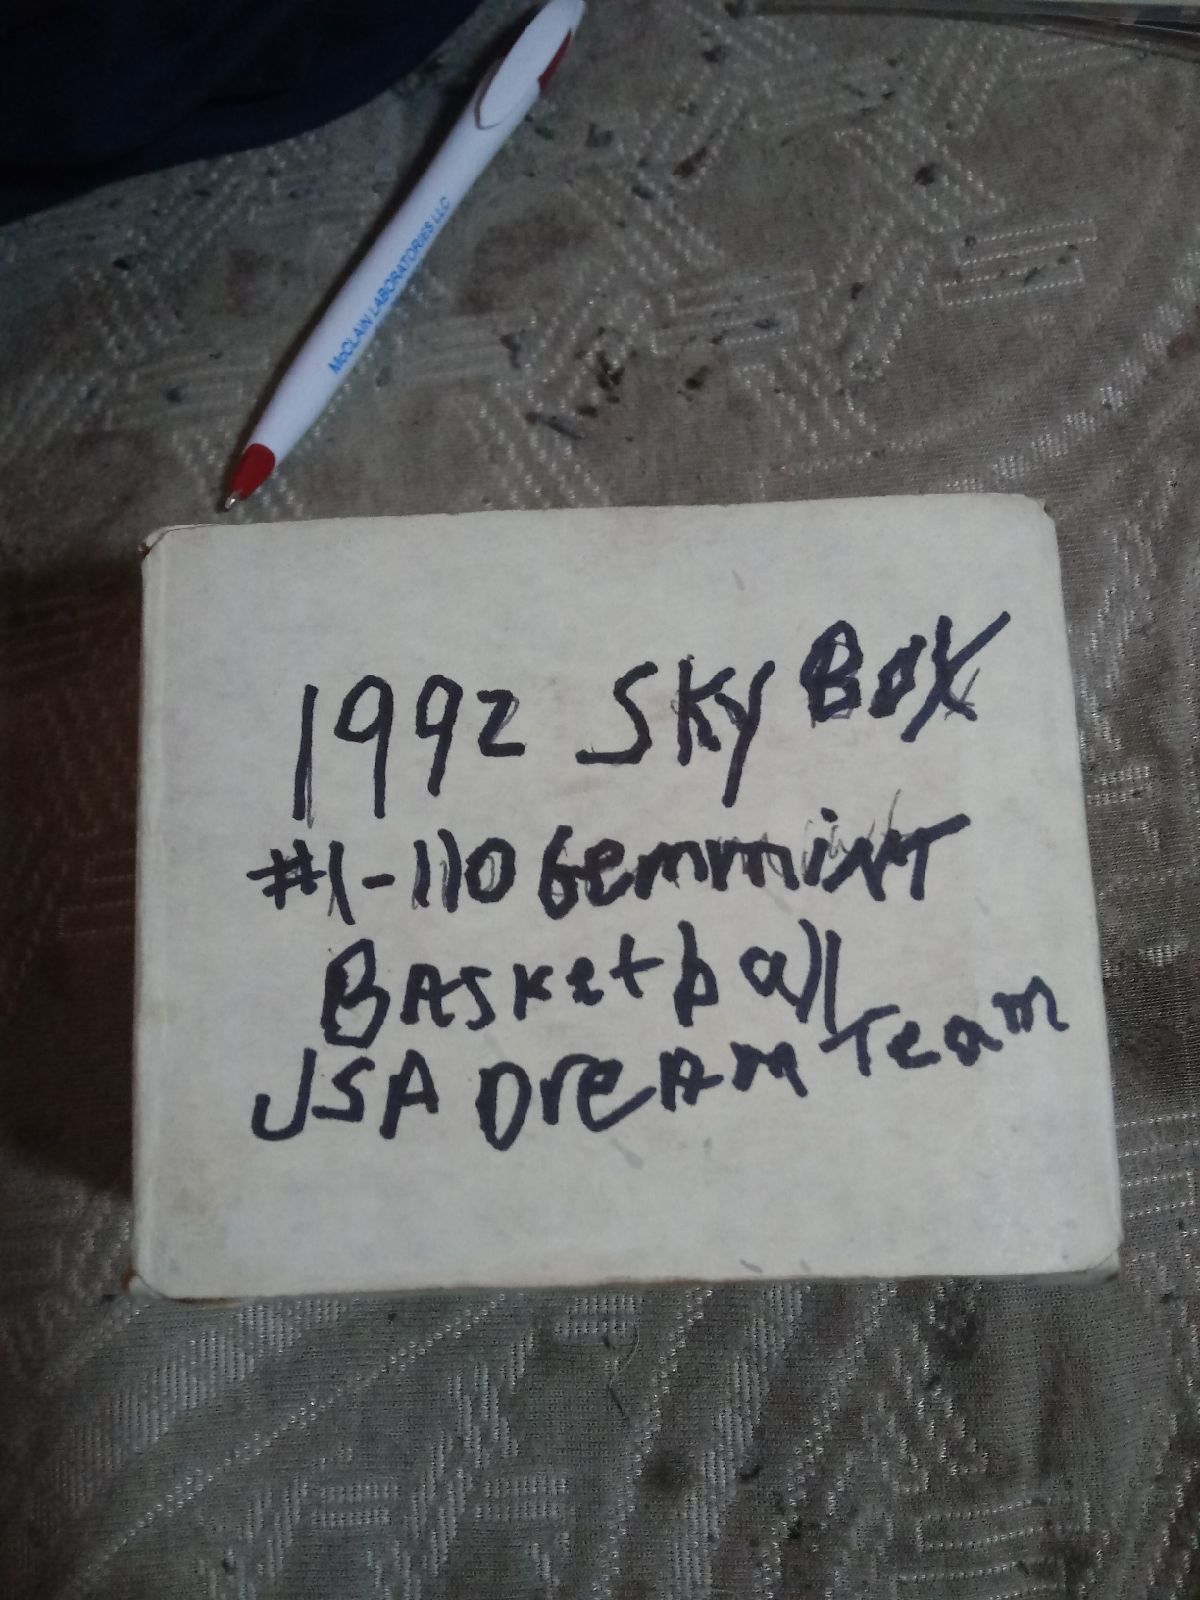 McCLAIN LABORATORIES LLC
1992 SKY BOX
#1-110 GemmiNT
BASKetball
USA DreAm Team